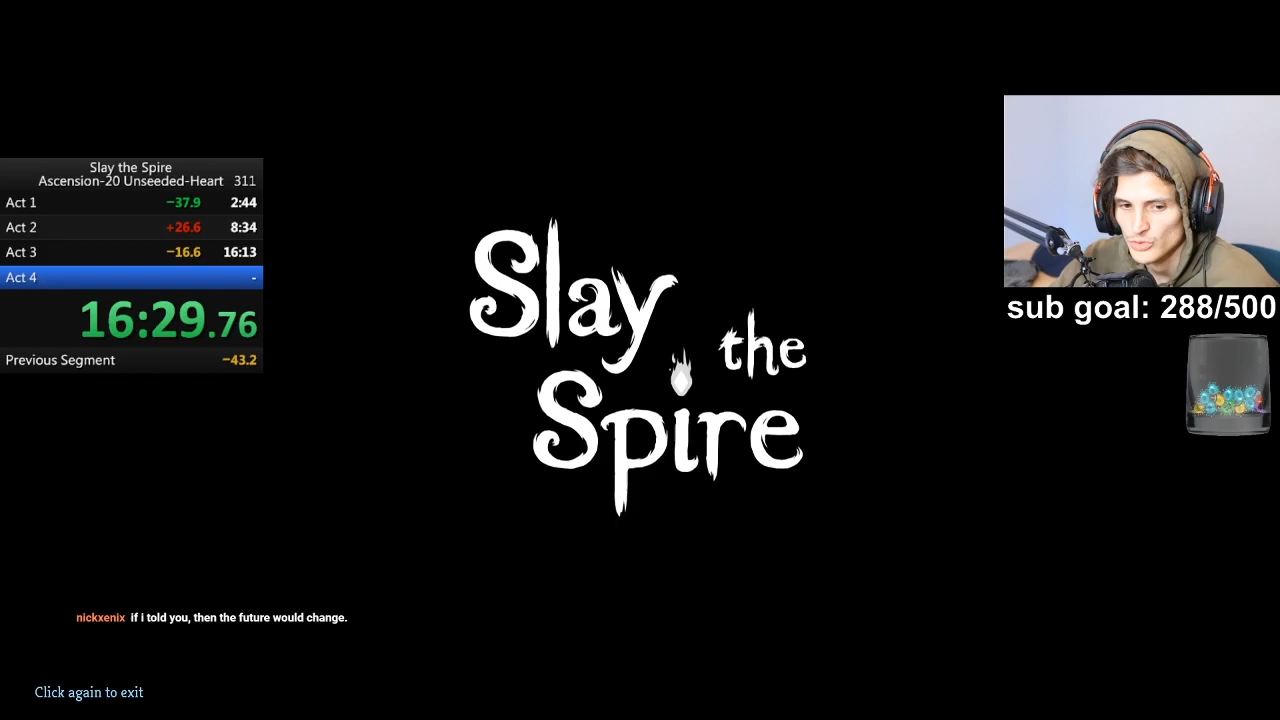 Slay the Spire
Ascension-20 Unseeded-Heart 311
Act 1 −37.9 2:44
Act 2 +26.6 8:34
Act 3 −16.6 16:13
Act 4 -
16:29.76
Previous Segment −43.2
Slay
the
Spire
sub goal: 288/500
nickxenix if i told you, then the future would change.
Click again to exit